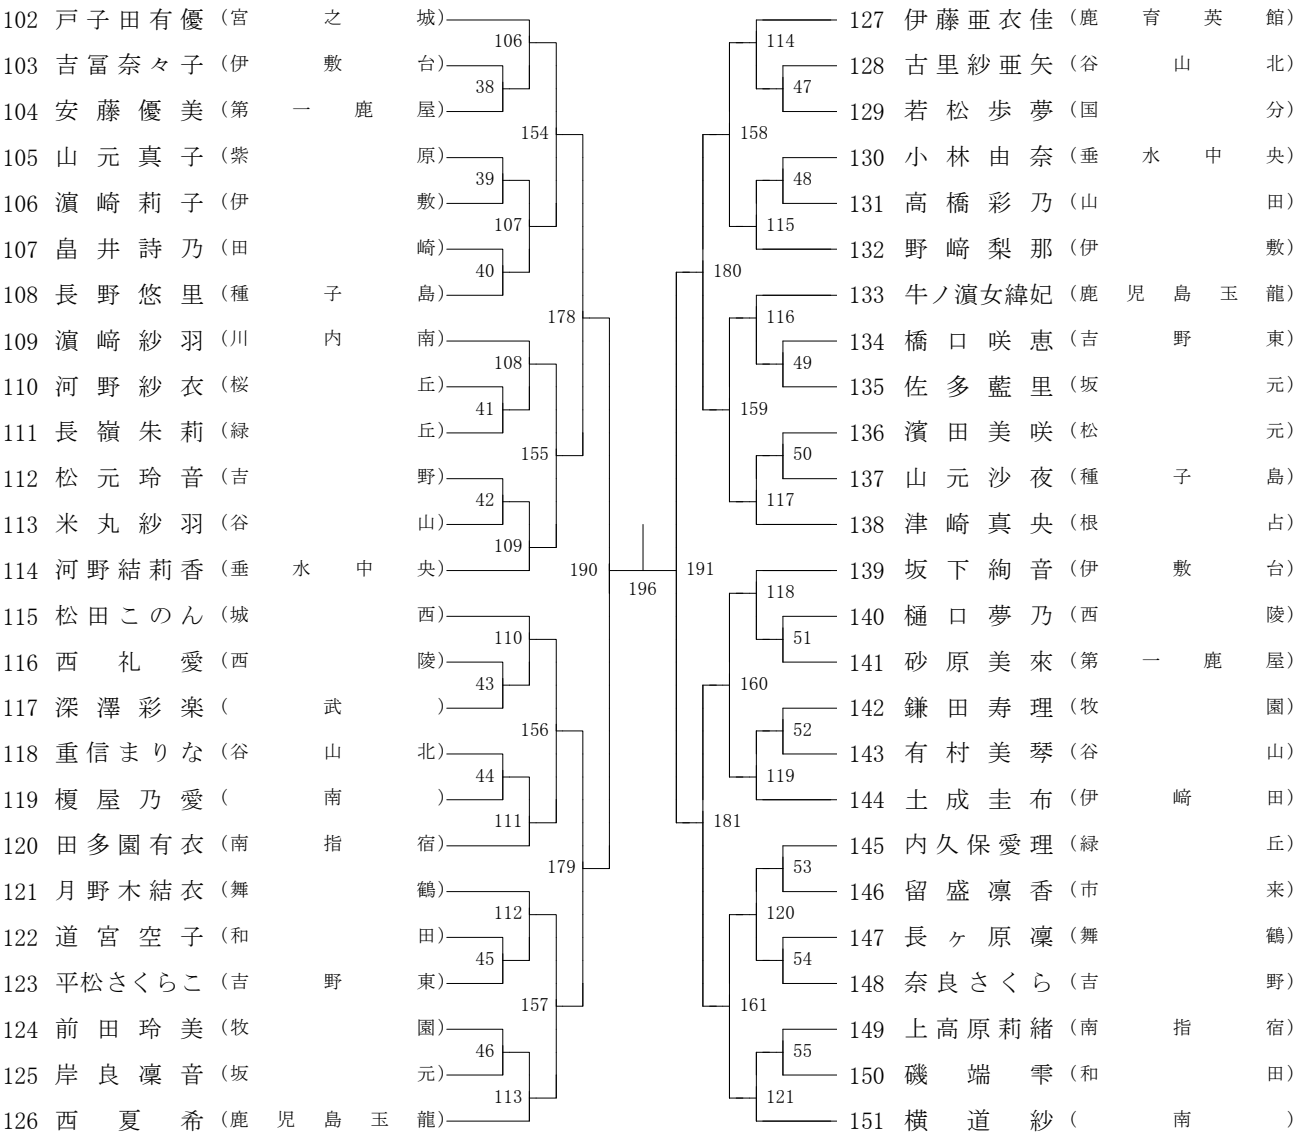 102 戸子田有優 (宮之城)
106
103 吉冨奈々子 (伊敷台)
38
104 安藤優美 (第一鹿屋)
154
105 山元真子 (紫原)
39
106 濵崎莉子 (伊敷)
107
107 畠井詩乃 (田崎)
40
108 長野悠里 (種子島)
178
109 濵﨑紗羽 (川内南)
108
110 河野紗衣 (桜丘)
41
111 長嶺朱莉 (緑丘)
155
112 松元玲音 (吉野)
42
113 米丸紗羽 (谷山)
109
114 河野結莉香 (垂水中央)
190
115 松田このん (城西)
110
116 西礼愛 (西陵)
43
117 深澤彩楽 (武)
156
118 重信まりな (谷山北)
44
119 榎屋乃愛 (南)
111
120 田多園有衣 (南指宿)
179
121 月野木結衣 (舞鶴)
112
122 道宮空子 (和田)
45
123 平松さくらこ (吉野東)
157
124 前田玲美 (牧園)
46
125 岸良凜音 (坂元)
113
126 西夏希 (鹿児島玉龍)
196
127 伊藤亜衣佳 (鹿育英館)
114
128 古里紗亜矢 (谷山北)
47
129 若松歩夢 (国分)
158
130 小林由奈 (垂水中央)
48
131 高橋彩乃 (山田)
115
132 野﨑梨那 (伊敷)
180
133 牛ノ濵女緯妃 (鹿児島玉龍)
116
134 橋口咲恵 (吉野東)
49
135 佐多藍里 (坂元)
159
136 濱田美咲 (松元)
50
137 山元沙夜 (種子島)
117
138 津崎真央 (根占)
191
139 坂下絢音 (伊敷台)
118
140 樋口夢乃 (西陵)
51
141 砂原美來 (第一鹿屋)
160
142 鎌田寿理 (牧園)
52
143 有村美琴 (谷山)
119
144 土成圭布 (伊﨑田)
181
145 内久保愛理 (緑丘)
53
146 留盛凛香 (市来)
120
147 長ヶ原凜 (舞鶴)
54
148 奈良さくら (吉野)
161
149 上高原莉緒 (南指宿)
55
150 磯端雫 (和田)
121
151 横道紗 (南)